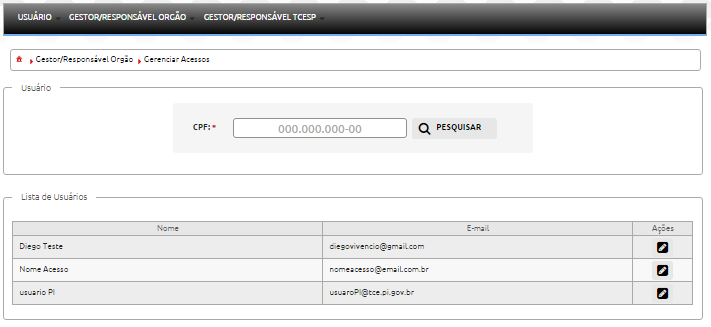 USUÁRIO GESTOR/RESPONSÁVEL ORGÃO GESTOR/RESPONSÁVEL TCESP
Gestor/Responsável Orgão Gerenciar Acessos
Usuário
CPF: * 000.000.000-00 PESQUISAR
Lista de Usuários
Nome E-mail Ações
Diego Teste diegovivencio@gmail.com
Nome Acesso nomeacesso@email.com.br
usuario PI usuaroPI@tce.pi.gov.br